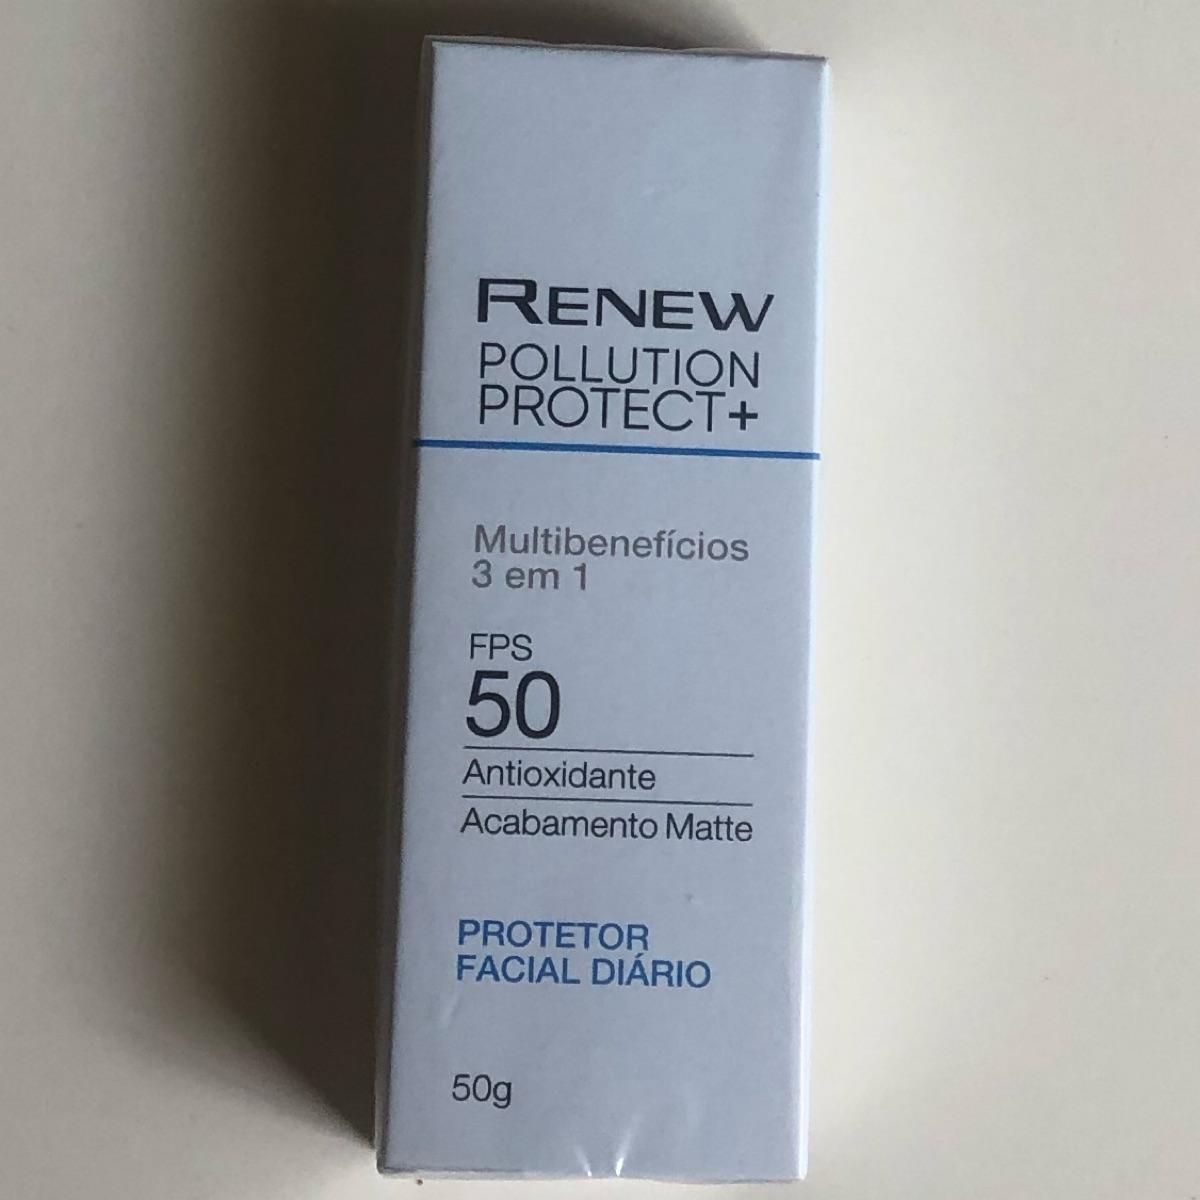 RENEW
POLLUTION
PROTECT+
Multibenefícios
3 em 1
FPS
50
Antioxidante
Acabamento Matte
PROTETOR
FACIAL DIÁRIO
50g